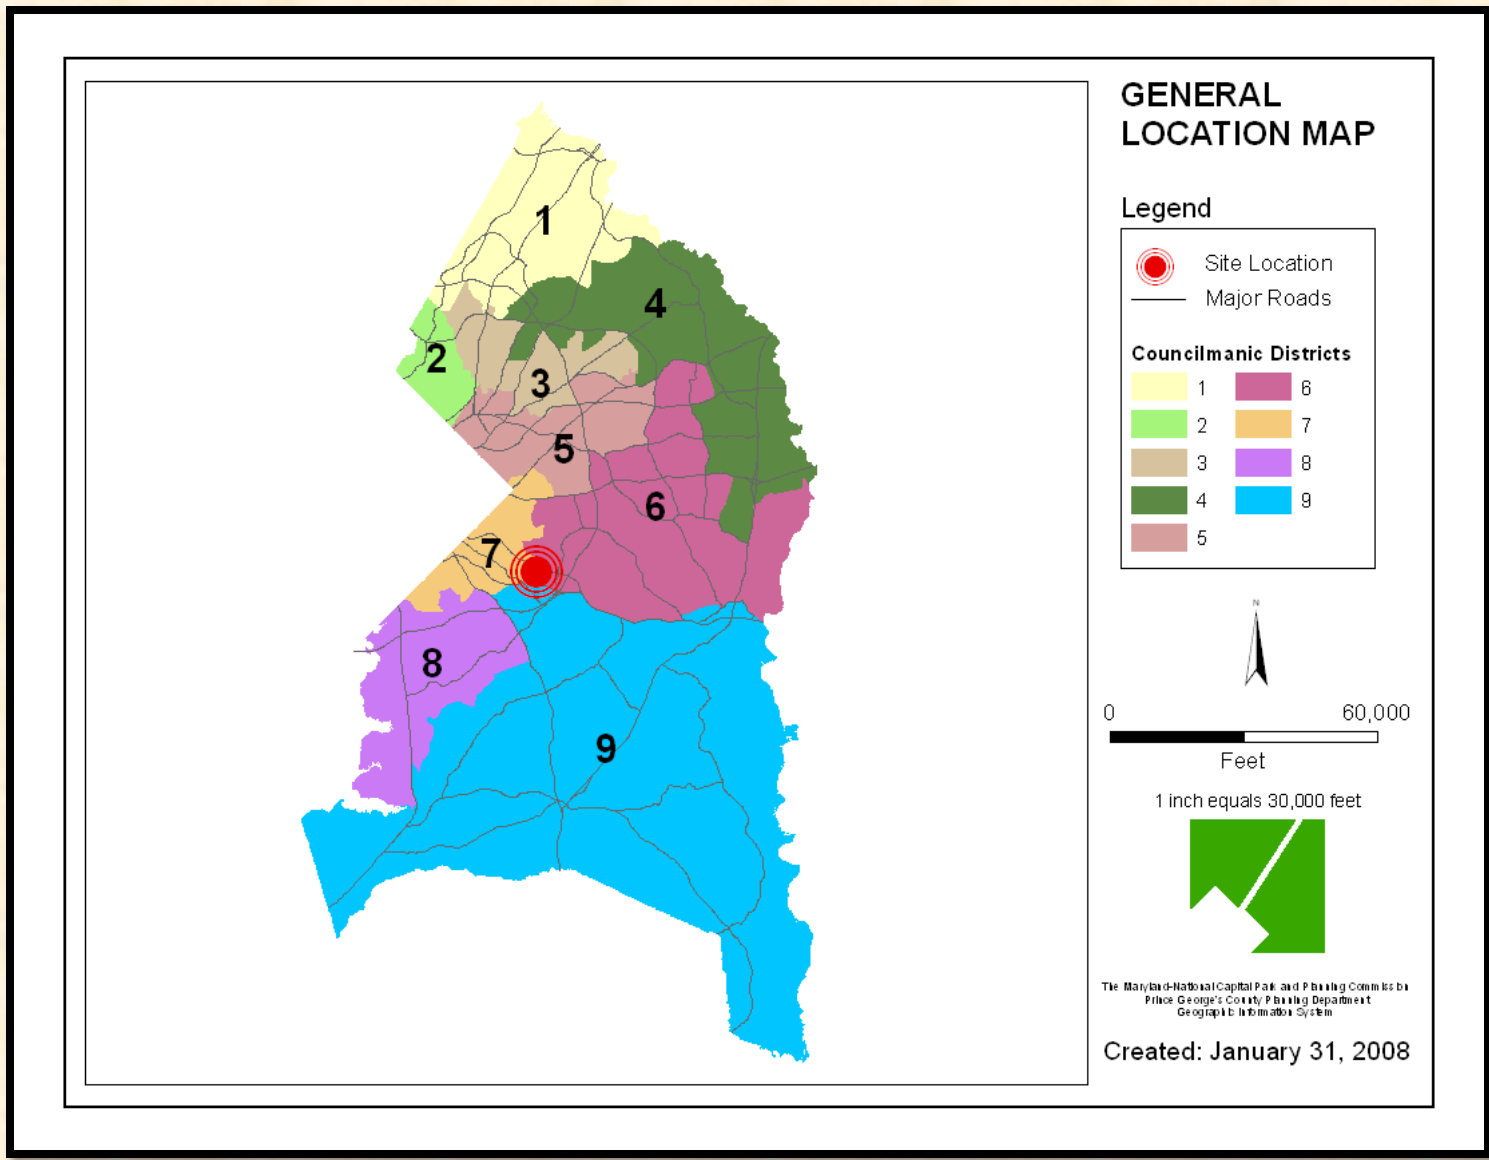 GENERAL
LOCATION MAP
Legend
Site Location
Major Roads
Councilmanic Districts
1 6
2 7
3 8
4 9
5
1
4
2
3
5
6
7
8
9
N
0 60,000
Feet
1 inch equals 30,000 feet
The Maryland-National Capital Park and Planning Commission
Prince George's County Planning Department
Geographic Information System
Created: January 31, 2008